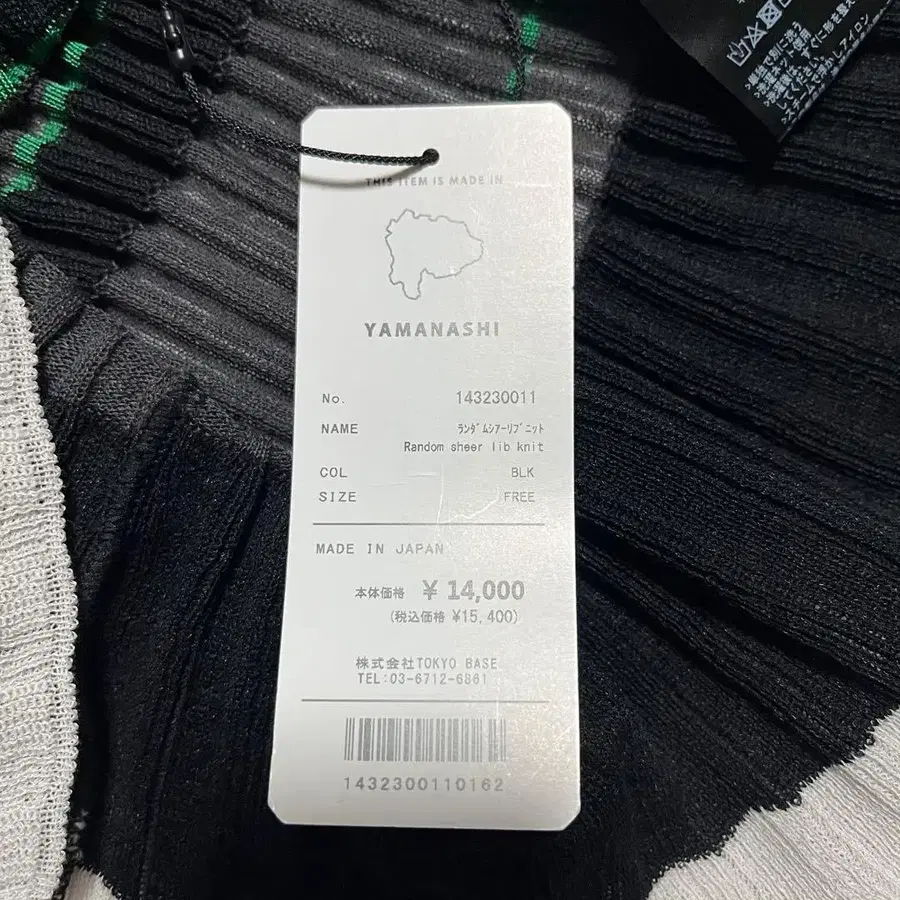 THIS ITEM IS MADE IN
YAMANASHI
No. 143230011
NAME ﾗﾝﾀﾞﾑｼｱｰﾘﾌﾞﾆｯﾄ
Random sheer lib knit
COL BLK
SIZE FREE
MADE IN JAPAN
本体価格 ¥ 14,000
(税込価格 ¥15,400)
株式会社TOKYO BASE
TEL:03-6712-6861
1432300110162